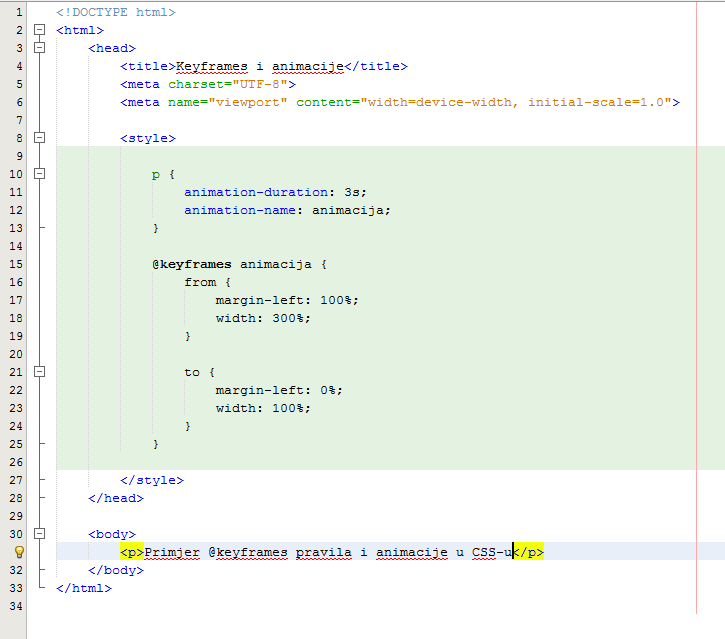 1 <!DOCTYPE html>
2 <html>
3 <head>
4 <title>Keyframes i animacije</title>
5 <meta charset="UTF-8">
6 <meta name="viewport" content="width=device-width, initial-scale=1.0">
7
8 <style>
9
10 p {
11 animation-duration: 3s;
12 animation-name: animacija;
13 }
14
15 @keyframes animacija {
16 from {
17 margin-left: 100%;
18 width: 300%;
19 }
20
21 to {
22 margin-left: 0%;
23 width: 100%;
24 }
25 }
26
27 </style>
28 </head>
29
30 <body>
<p>Primjer @keyframes pravila i animacije u CSS-u</p>
32 </body>
33 </html>
34